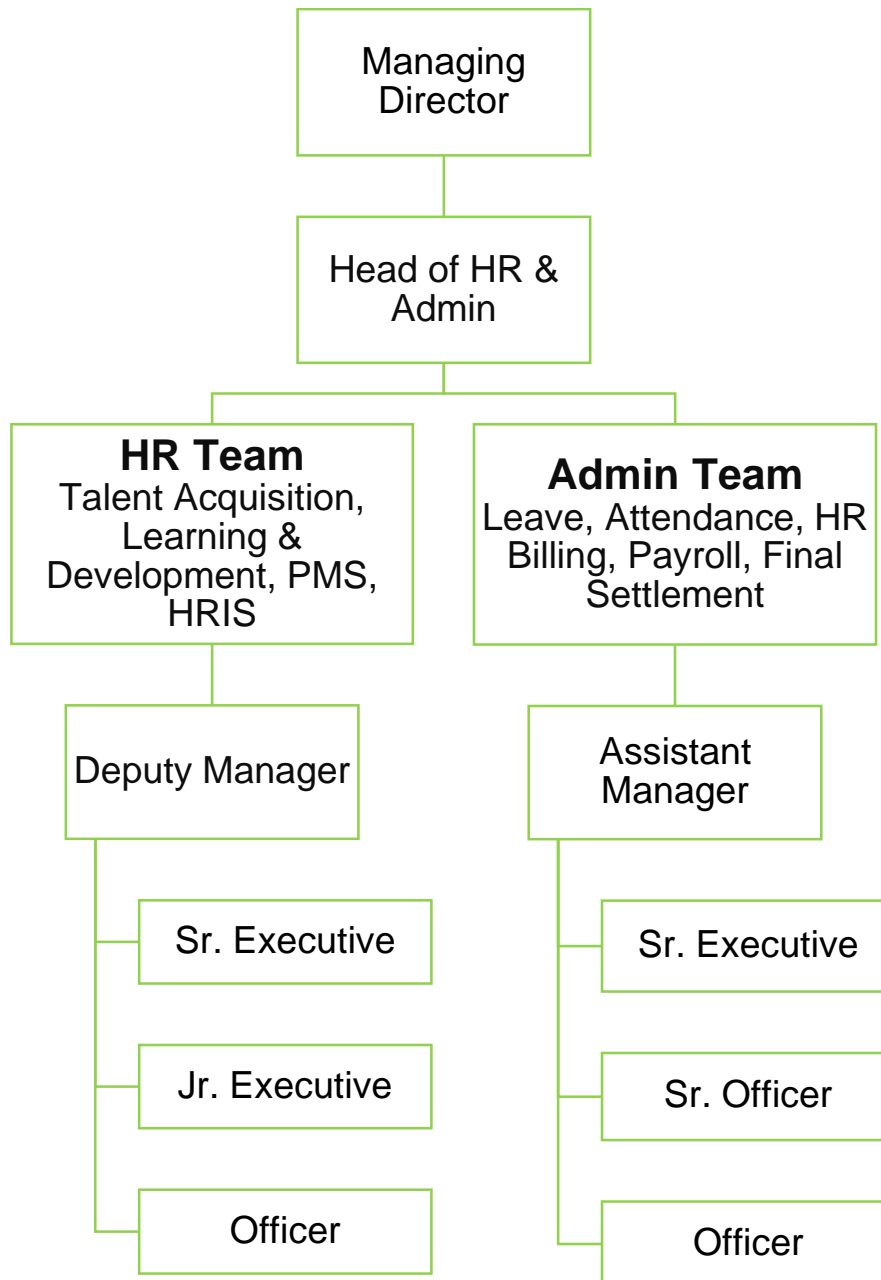 Managing
Director
Head of HR &
Admin
HR Team
Talent Acquisition,
Learning &
Development, PMS,
HRIS
Admin Team
Leave, Attendance, HR
Billing, Payroll, Final
Settlement
Deputy Manager
Assistant
Manager
Sr. Executive
Jr. Executive
Officer
Sr. Executive
Sr. Officer
Officer